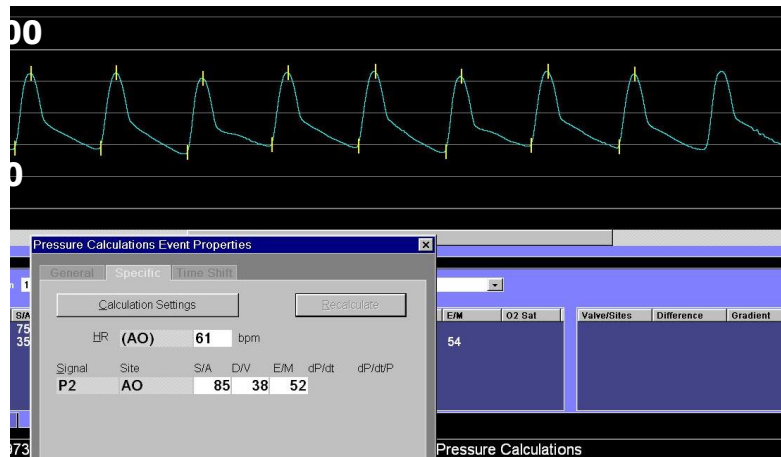 00
0
Pressure Calculations Event Properties
General Specific Time Shift
Calculation Settings Recalculate
HR (AO) 61 bpm
Signal Site S/A D/V E/M dP/dt dP/dt/P
P2 AO 85 38 52
1
S/A
75
35
E/M O2 Sat
54
Valve/Sites Difference Gradient
973
Pressure Calculations